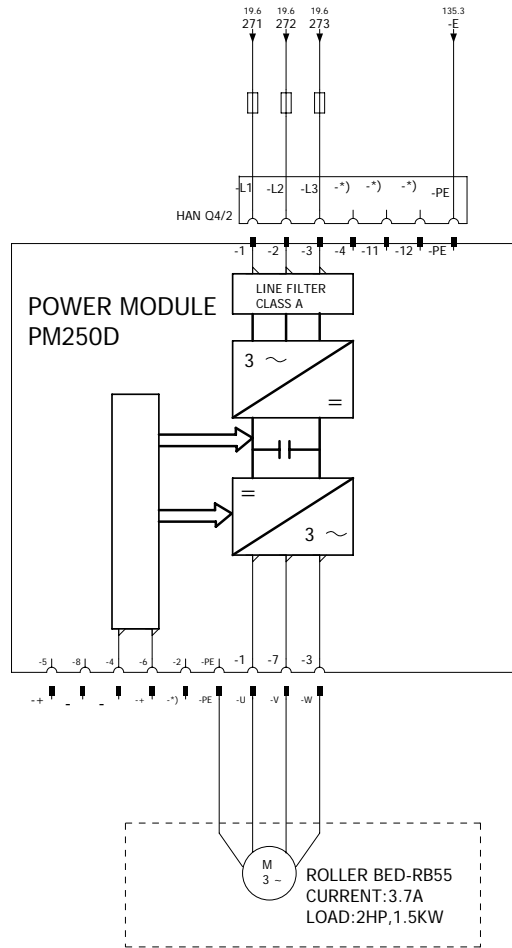 19.6 19.6 19.6 135.3
271 272 273 -E
-L1 -L2 -L3 -*) -*) -*) -PE
HAN Q4/2
-1 -2 -3 -4 -11 -12 -PE
LINE FILTER
CLASS A
POWER MODULE
PM250D
3 ~
=
=
3 ~
-5 -8 -4 -6 -2 -PE -1 -7 -3
-+ - - -+ -*) -PE -U -V -W
M
3 ~
ROLLER BED-RB55
CURRENT:3.7A
LOAD:2HP,1.5KW